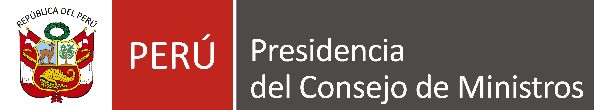 REPÚBLICA DEL PERÚ
PERÚ
Presidencia
del Consejo de Ministros